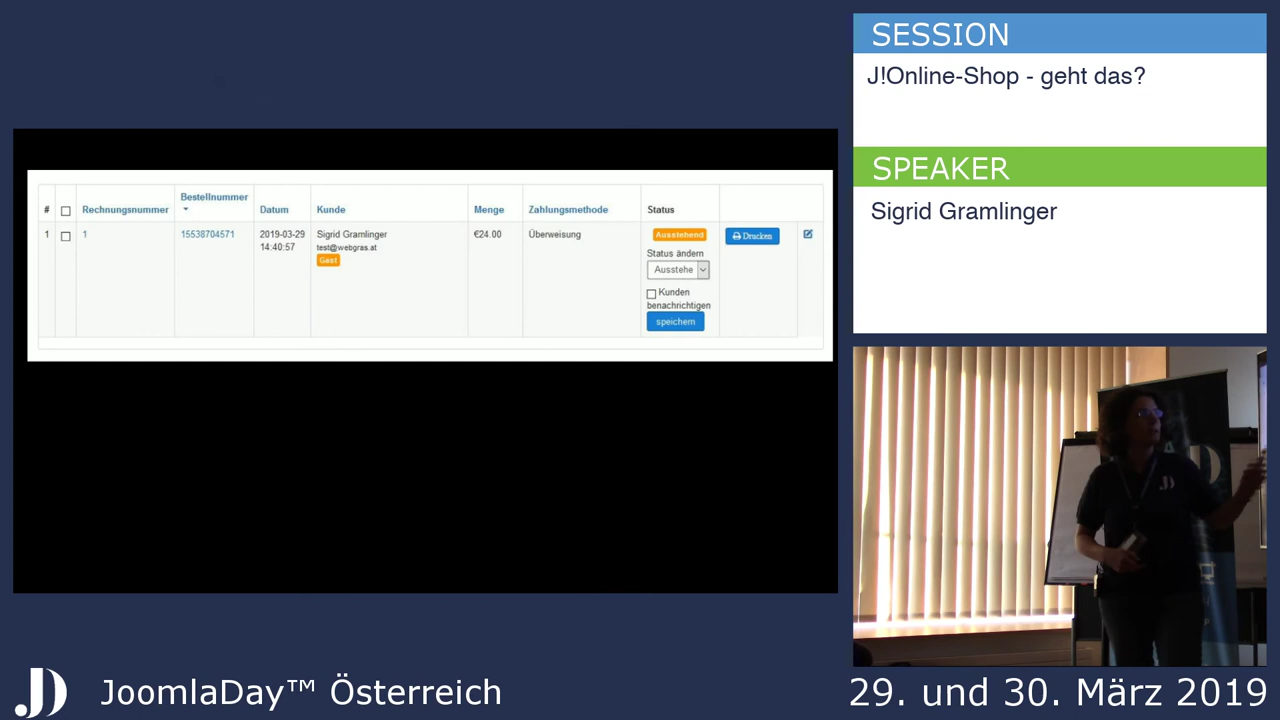 SESSION
J!Online-Shop - geht das?
SPEAKER
Sigrid Gramlinger
# Rechnungsnummer Bestellnummer Datum Kunde Menge Zahlungsmethode Status
1 1 15538704571 2019-03-29 Sigrid Gramlinger €24.00 Überweisung Ausstehend Drucken
14:40:57 test@webgras.at
Gast
Status ändern
Ausstehe
Kunden
benachrichtigen
speichern
JD
JoomlaDay™ Österreich
29. und 30. März 2019